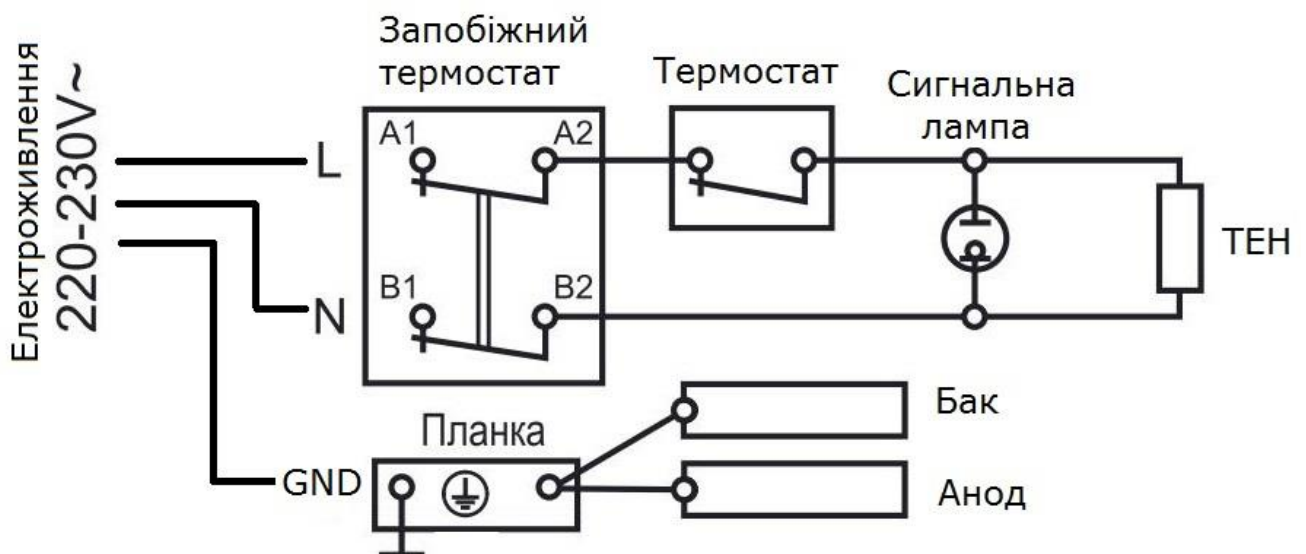 Електроживлення
220-230V~
Запобіжний
термостат
Термостат
Сигнальна
лампа
L
A1
A2
ТЕН
N
B1
B2
Бак
Планка
GND
Анод